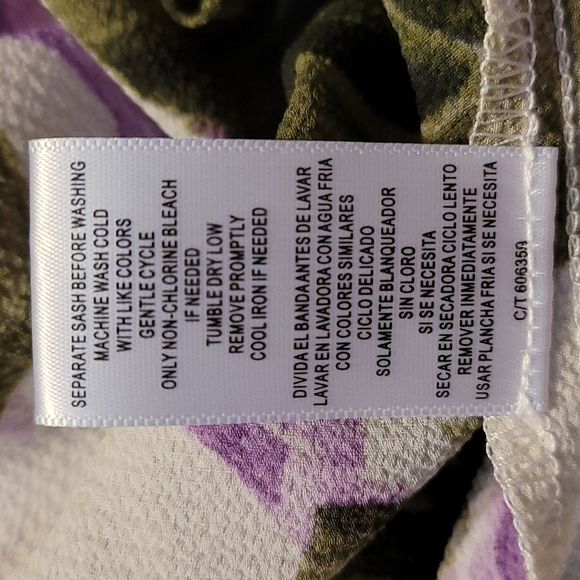 SEPARATE SASH BEFORE WASHING
MACHINE WASH COLD
WITH LIKE COLORS
GENTLE CYCLE
ONLY NON-CHLORINE BLEACH
IF NEEDED
TUMBLE DRY LOW
REMOVE PROMPTLY
COOL IRON IF NEEDED
DIVIDA EL BANDA ANTES DE LAVAR
LAVAR EN LAVADORA CON AGUA FRIA
CON COLORES SIMILARES
CICLO DELICADO
SOLAMENTE BLANQUEADOR
SIN CLORO
SI SE NECESITA
SECAR EN SECADORA CICLO LENTO
REMOVER INMEDIATAMENTE
USAR PLANCHA FRIA SI SE NECESITA
C/T 606350